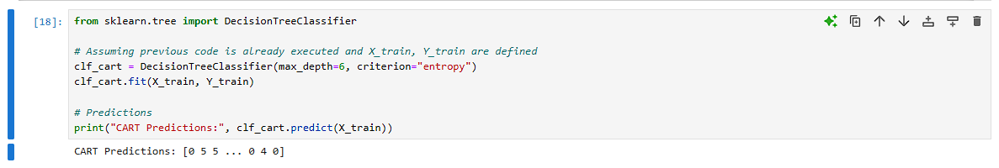 [18]: from sklearn.tree import DecisionTreeClassifier
# Assuming previous code is already executed and X_train, Y_train are defined
clf_cart = DecisionTreeClassifier(max_depth=6, criterion="entropy")
clf_cart.fit(X_train, Y_train)
# Predictions
print("CART Predictions:", clf_cart.predict(X_train))
CART Predictions: [0 5 5 ... 0 4 0]